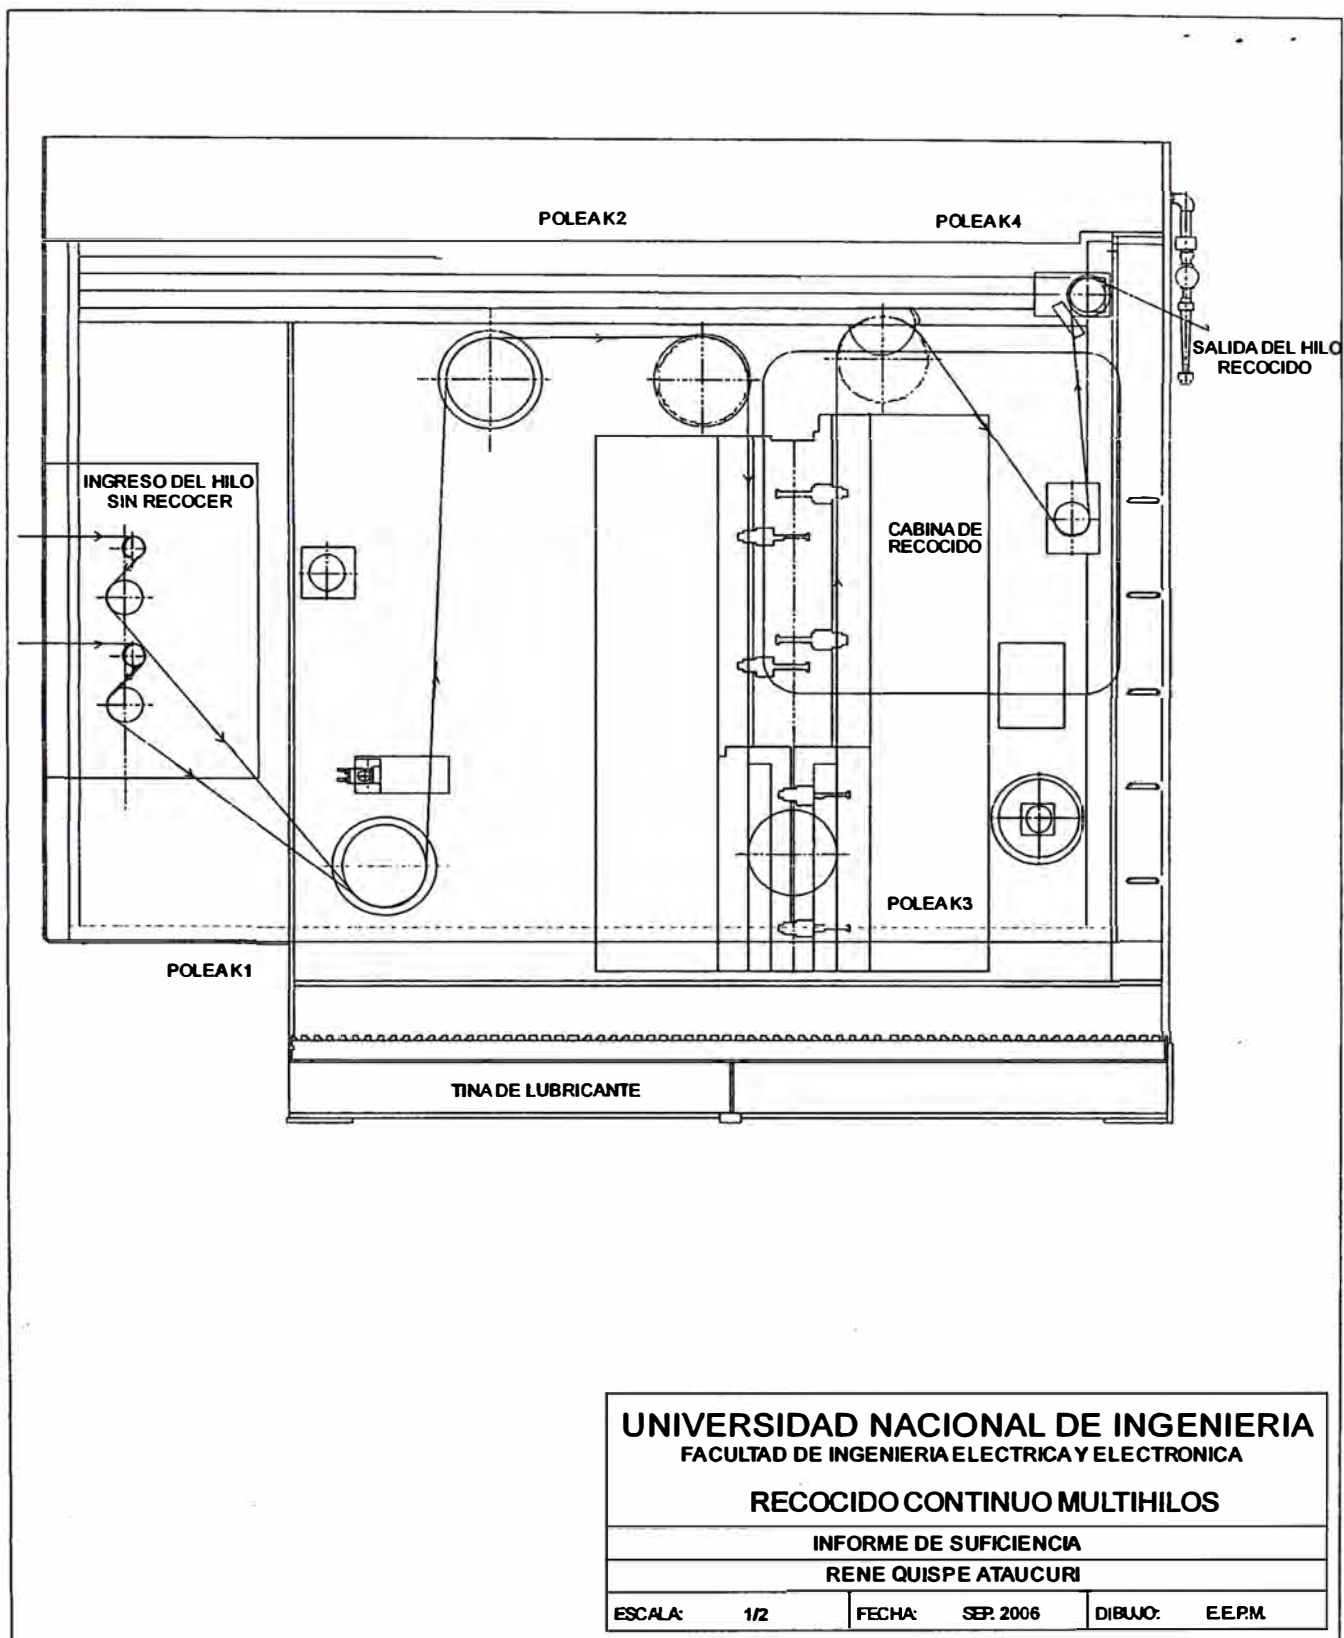 POLEA K2
POLEA K4
SALIDA DEL HILO
RECOCIDO
INGRESO DEL HILO
SIN RECOCER
CABINA DE
RECOCIDO
POLEA K3
POLEA K1
TINA DE LUBRICANTE
UNIVERSIDAD NACIONAL DE INGENIERIA
FACULTAD DE INGENIERIA ELECTRICA Y ELECTRONICA
RECOCIDO CONTINUO MULTIHILOS
INFORME DE SUFICIENCIA
RENE QUISPE ATAUCURI
ESCALA: 1/2 FECHA: SEP. 2006 DIBUJO: E.E.P.M.